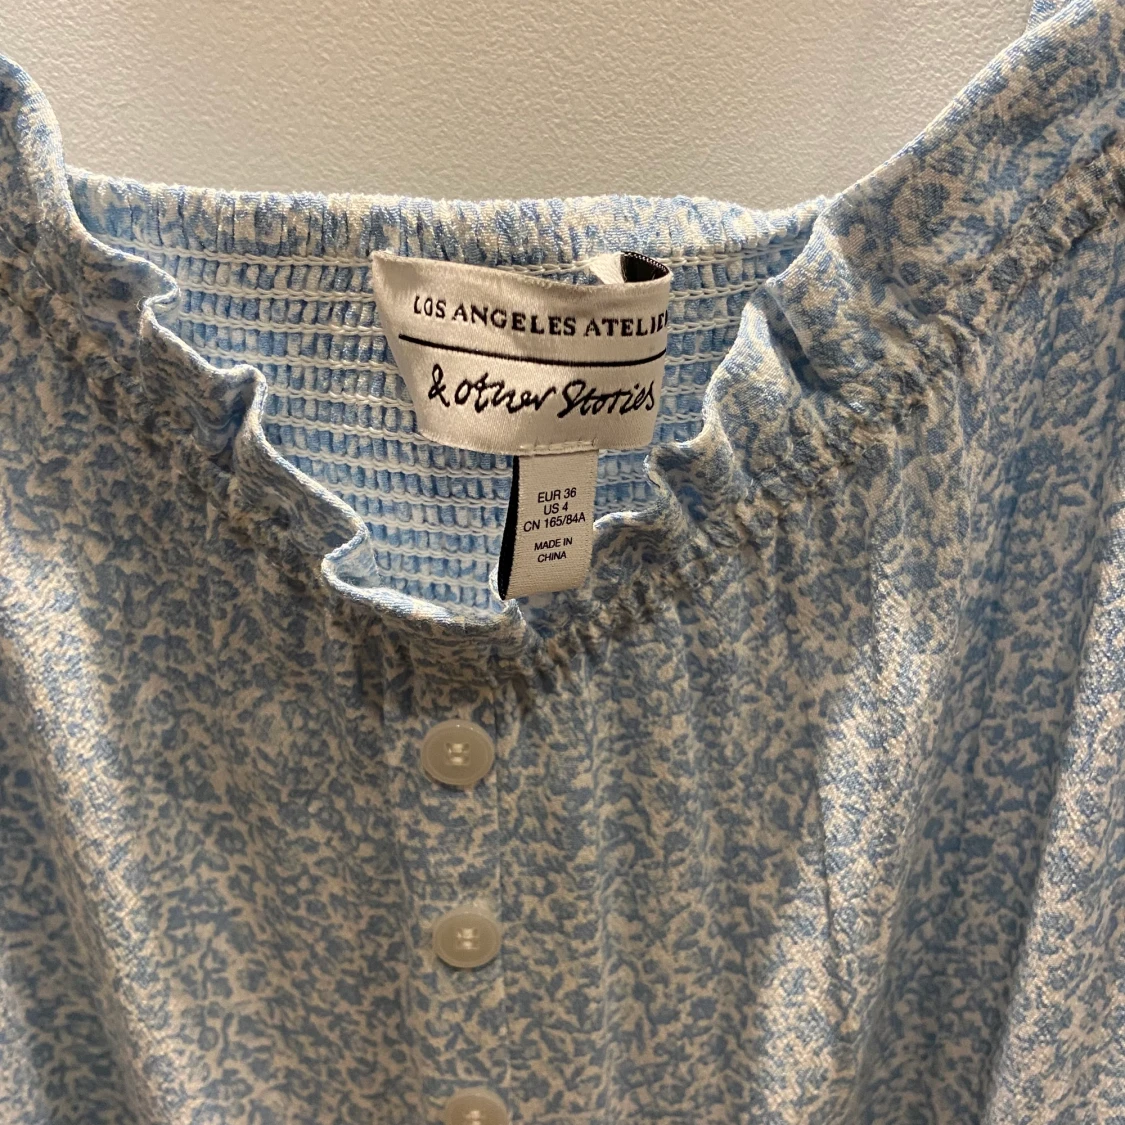 LOS ANGELES ATELIER
& other Stories
EUR 36
US 4
CN 165/84A
MADE IN
CHINA